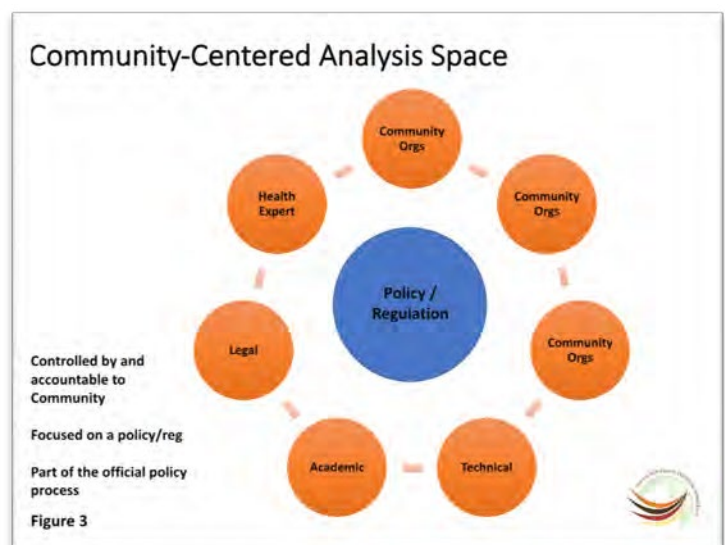 Community-Centered Analysis Space
Community
Orgs
Health
Expert
Community
Orgs
Policy /
Regulation
Legal
Community
Orgs
Academic
Technical
Controlled by and
accountable to
Community
Focused on a policy/reg
Part of the official policy
process
Figure 3